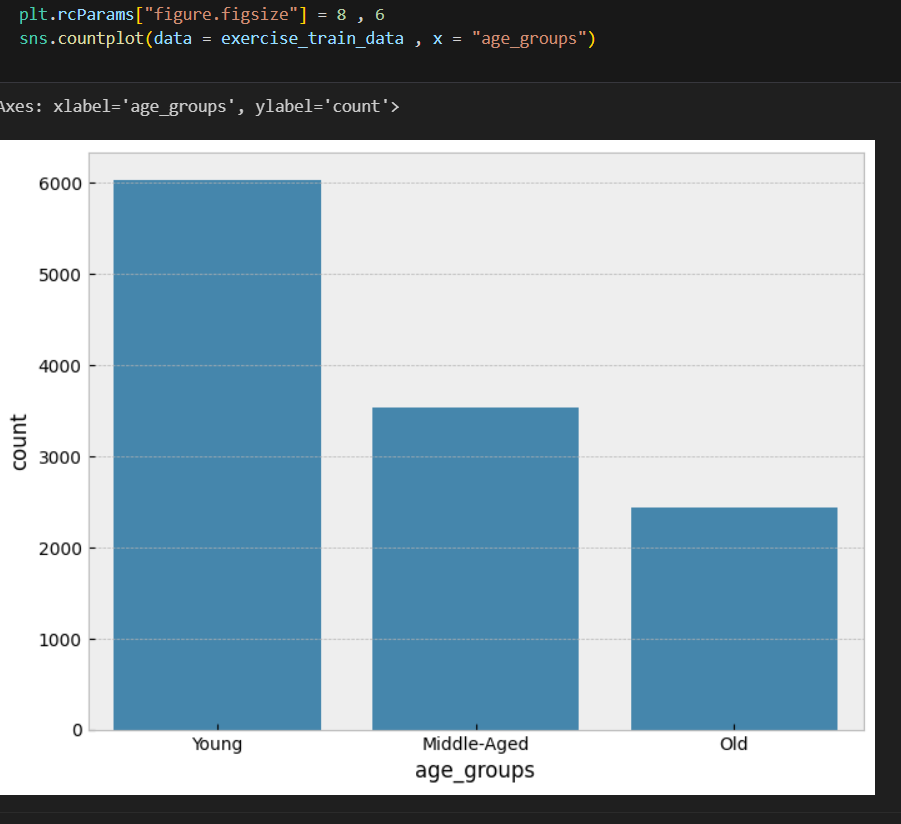 plt.rcParams["figure.figsize"] = 8 , 6
sns.countplot(data = exercise_train_data , x = "age_groups")
Axes: xlabel='age_groups', ylabel='count'>
6000
5000
4000
3000
2000
1000
0
count
Young Middle-Aged Old
age_groups